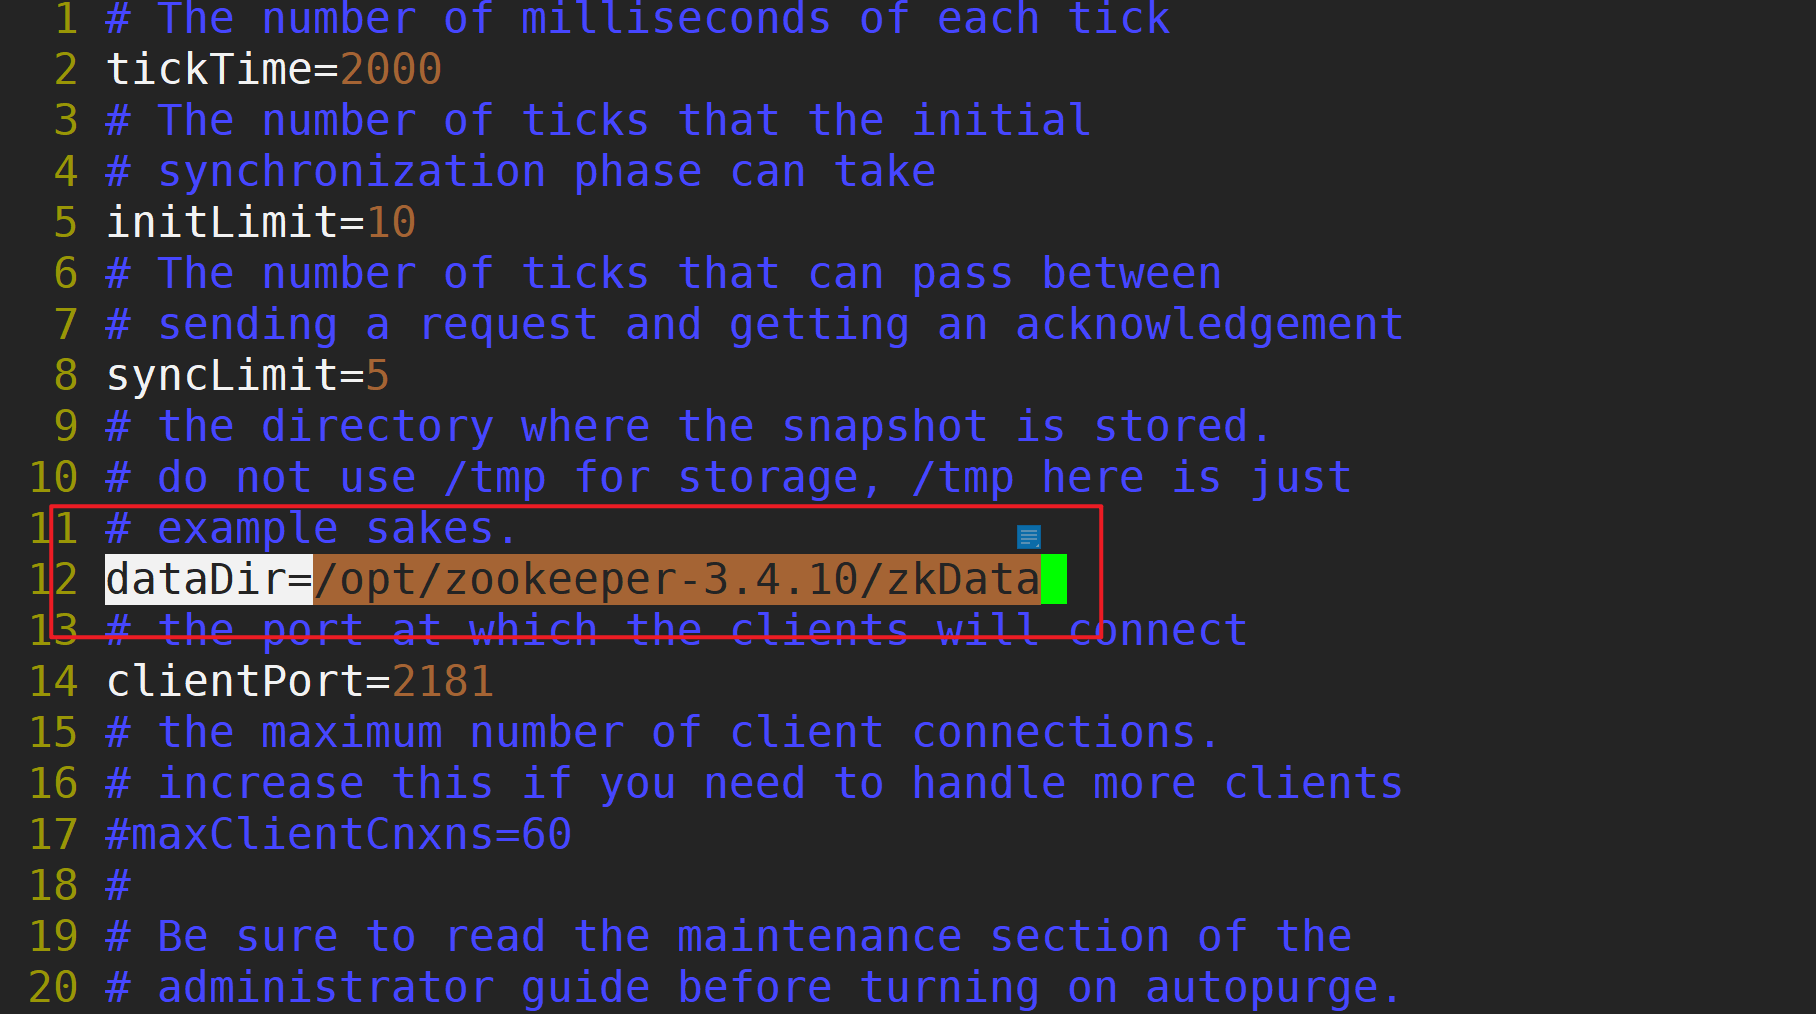 1 # The number of milliseconds of each tick
2 tickTime=2000
3 # The number of ticks that the initial
4 # synchronization phase can take
5 initLimit=10
6 # The number of ticks that can pass between
7 # sending a request and getting an acknowledgement
8 syncLimit=5
9 # the directory where the snapshot is stored.
10 # do not use /tmp for storage, /tmp here is just
11 # example sakes.
12 dataDir=/opt/zookeeper-3.4.10/zkData
13 # the port at which the clients will connect
14 clientPort=2181
15 # the maximum number of client connections.
16 # increase this if you need to handle more clients
17 #maxClientCnxns=60
18 #
19 # Be sure to read the maintenance section of the
20 # administrator guide before turning on autopurge.